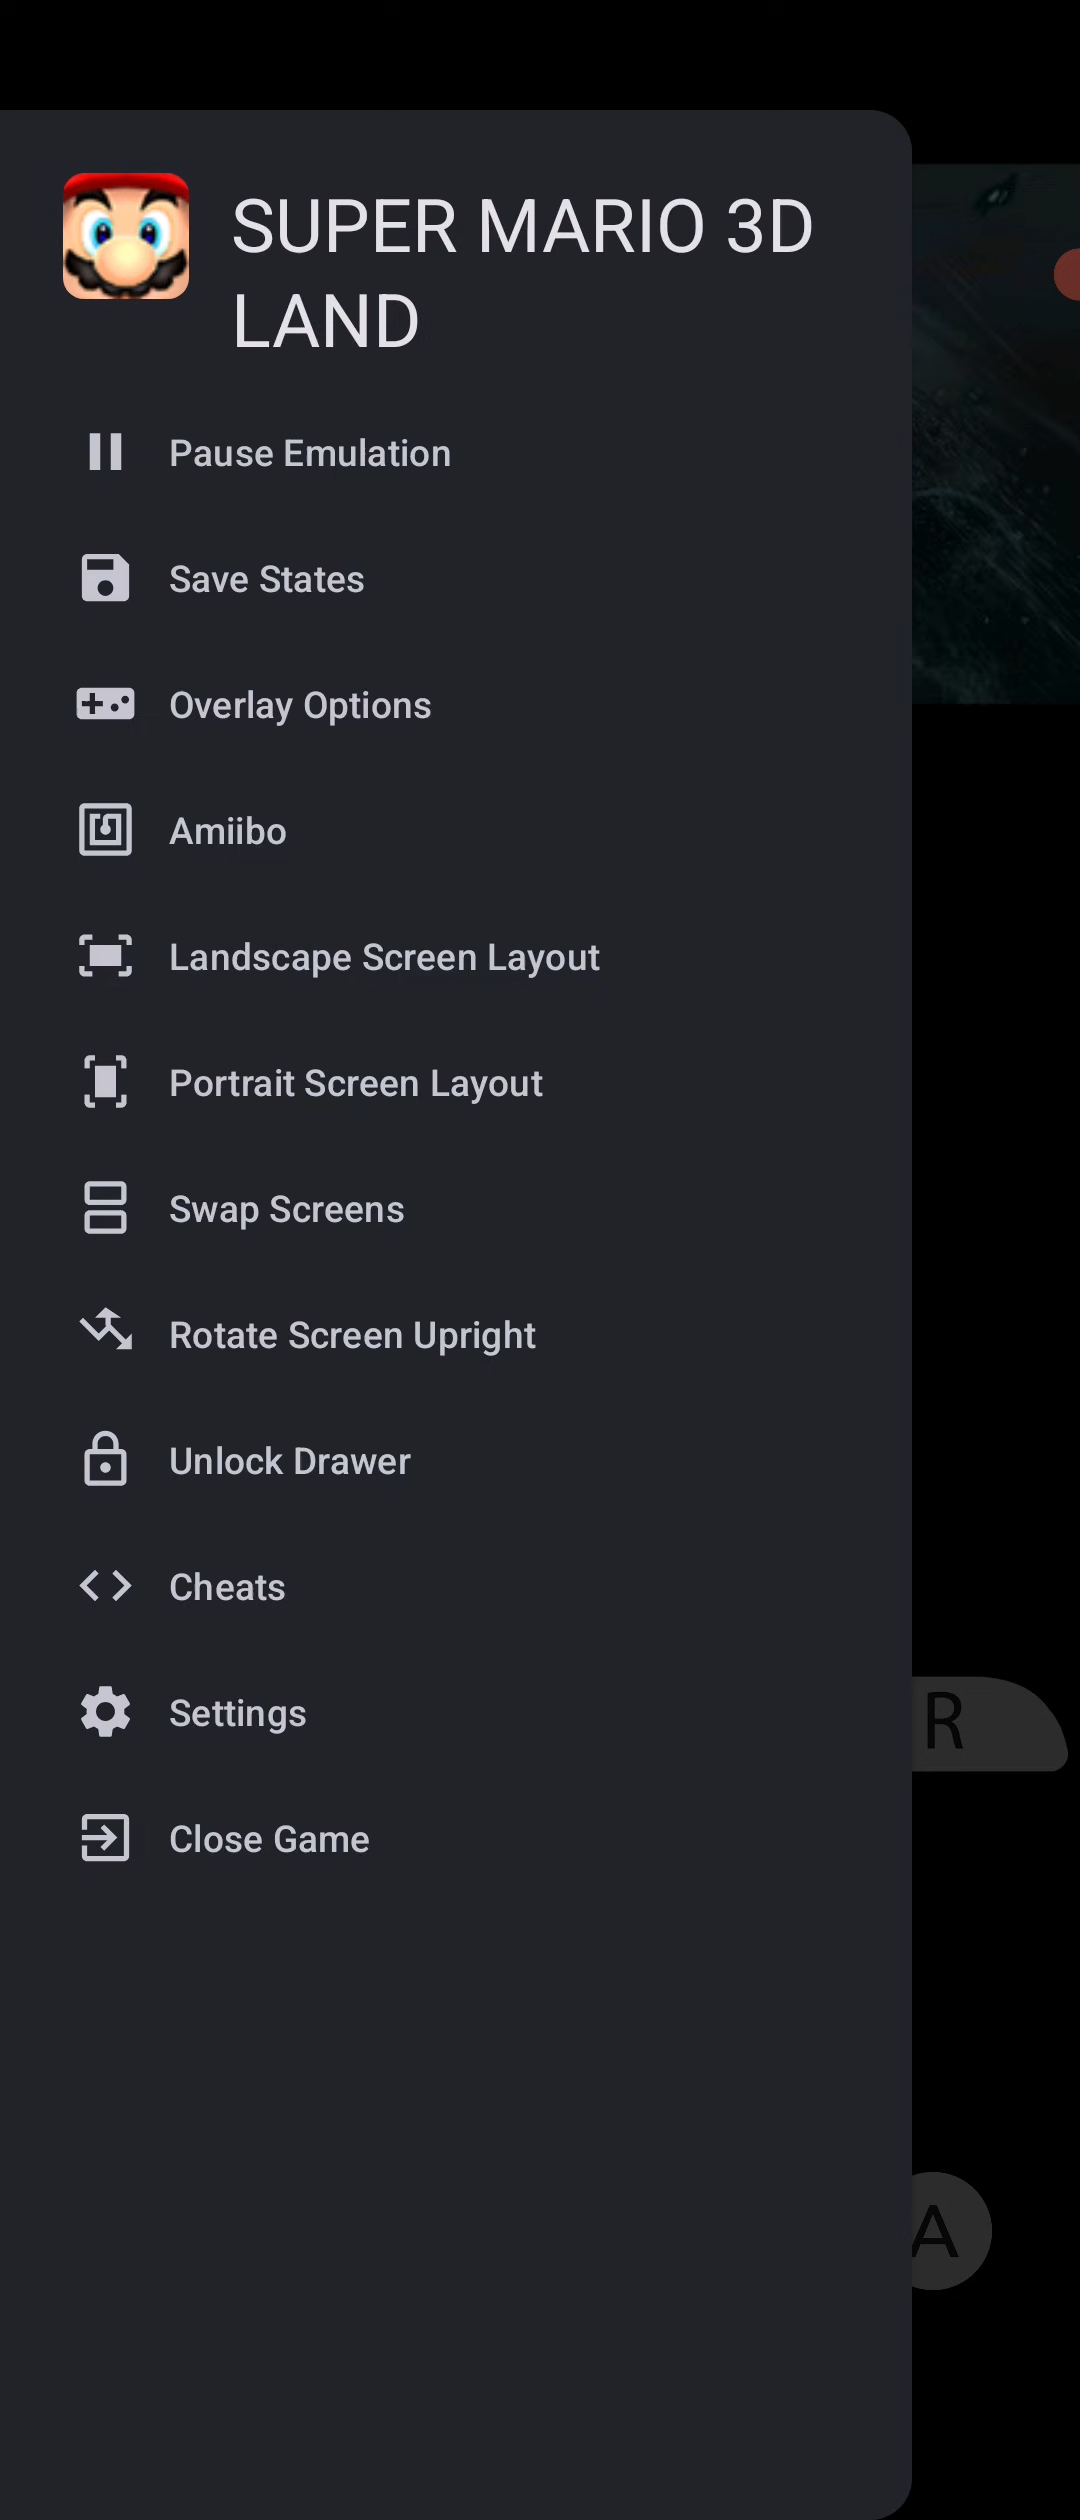 SUPER MARIO 3D
LAND
Pause Emulation
Save States
Overlay Options
Amiibo
Landscape Screen Layout
Portrait Screen Layout
Swap Screens
Rotate Screen Upright
Unlock Drawer
Cheats
Settings
R
Close Game
A